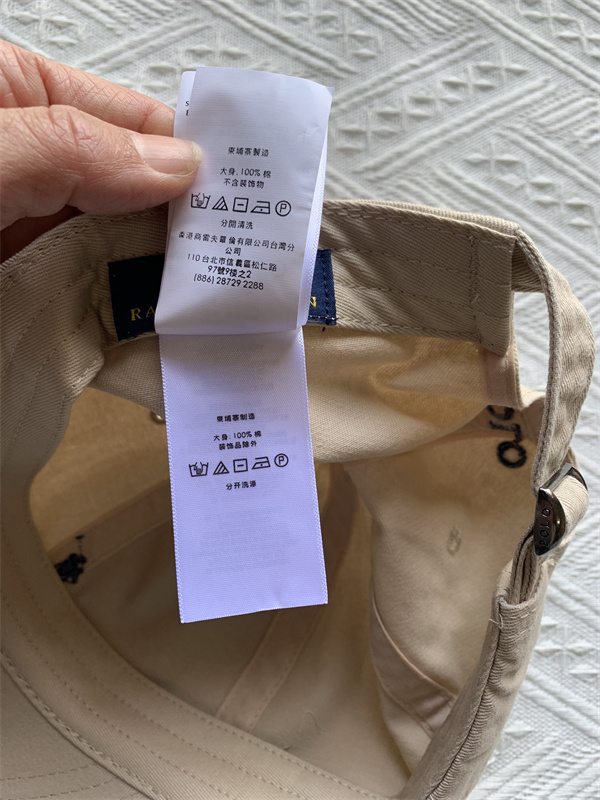 柬埔寨製造
大身: 100% 棉
不含裝飾物
分開清洗
香港商雷夫羅倫有限公司台灣分
公司
110 台北市信義區松仁路
97號9樓之2
(886) 28729 2288
RA
N
柬埔寨制造
大身: 100% 棉
装饰品除外
分开洗涤
POLO